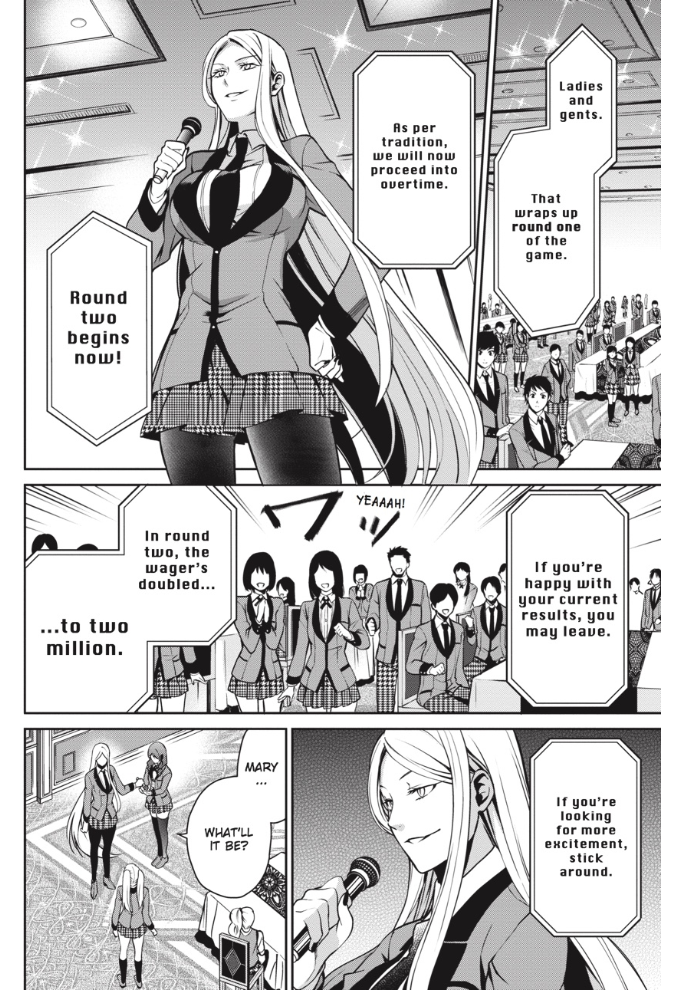 Ladies
and
gents.
That
wraps up
round one
of the
game.
As per
tradition,
we will now
proceed into
overtime.
Round
two
begins
now!
If you're
happy with
your current
results, you
may leave.
YEAAAH!
ワッ
In round
two, the
wager's
doubled...
...to two
million.
If you're
looking
for more
excitement,
stick
around.
MARY
...
WHAT'LL
IT BE?